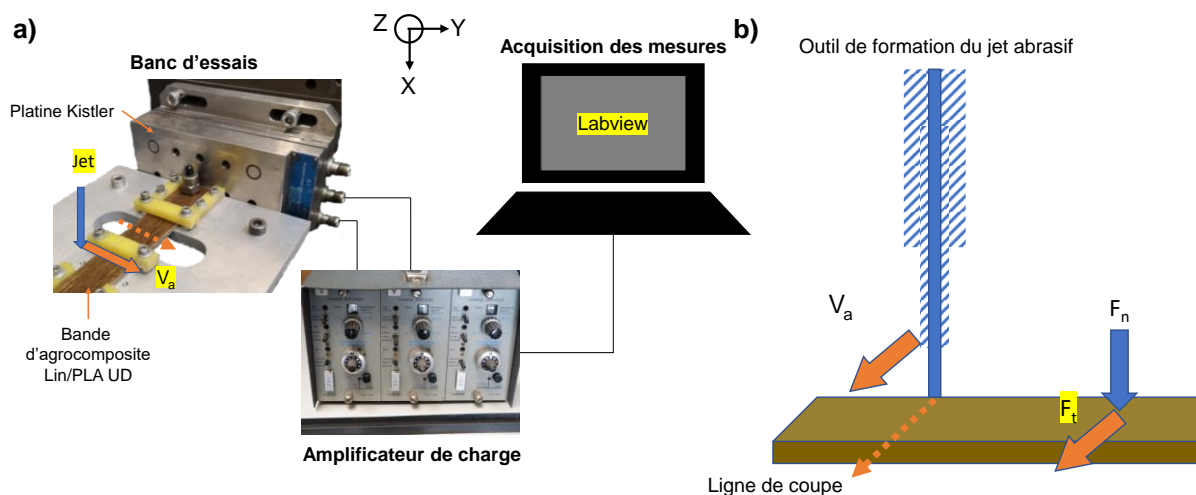 a)
Banc d’essais
Platine Kistler
Jet
Va
Bande
d’agrocomposite
Lin/PLA UD
Z
Y
X
Amplificateur de charge
Acquisition des mesures
Labview
b)
Outil de formation du jet abrasif
Va
Fn
Ft
Ligne de coupe